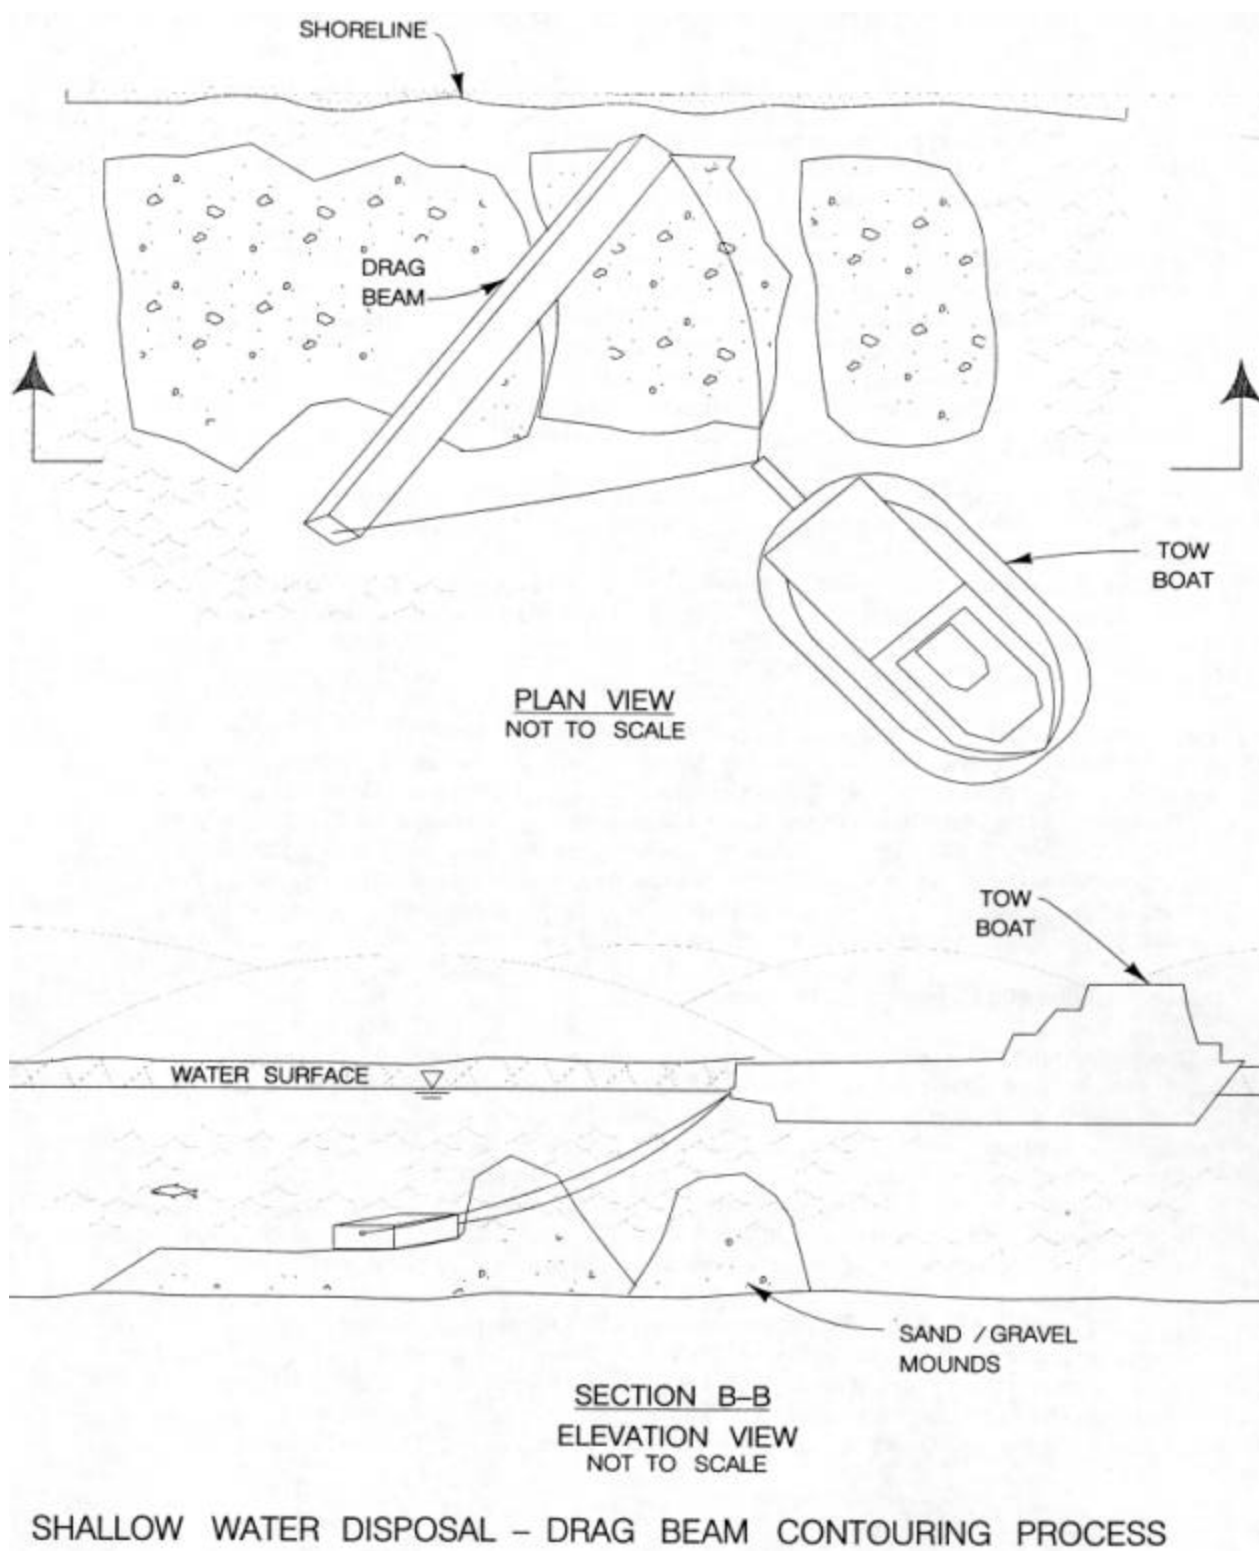 SHORELINE
DRAG
BEAM
TOW
BOAT
PLAN VIEW
NOT TO SCALE
TOW
BOAT
WATER SURFACE
SAND / GRAVEL
MOUNDS
SECTION B–B
ELEVATION VIEW
NOT TO SCALE
SHALLOW WATER DISPOSAL – DRAG BEAM CONTOURING PROCESS